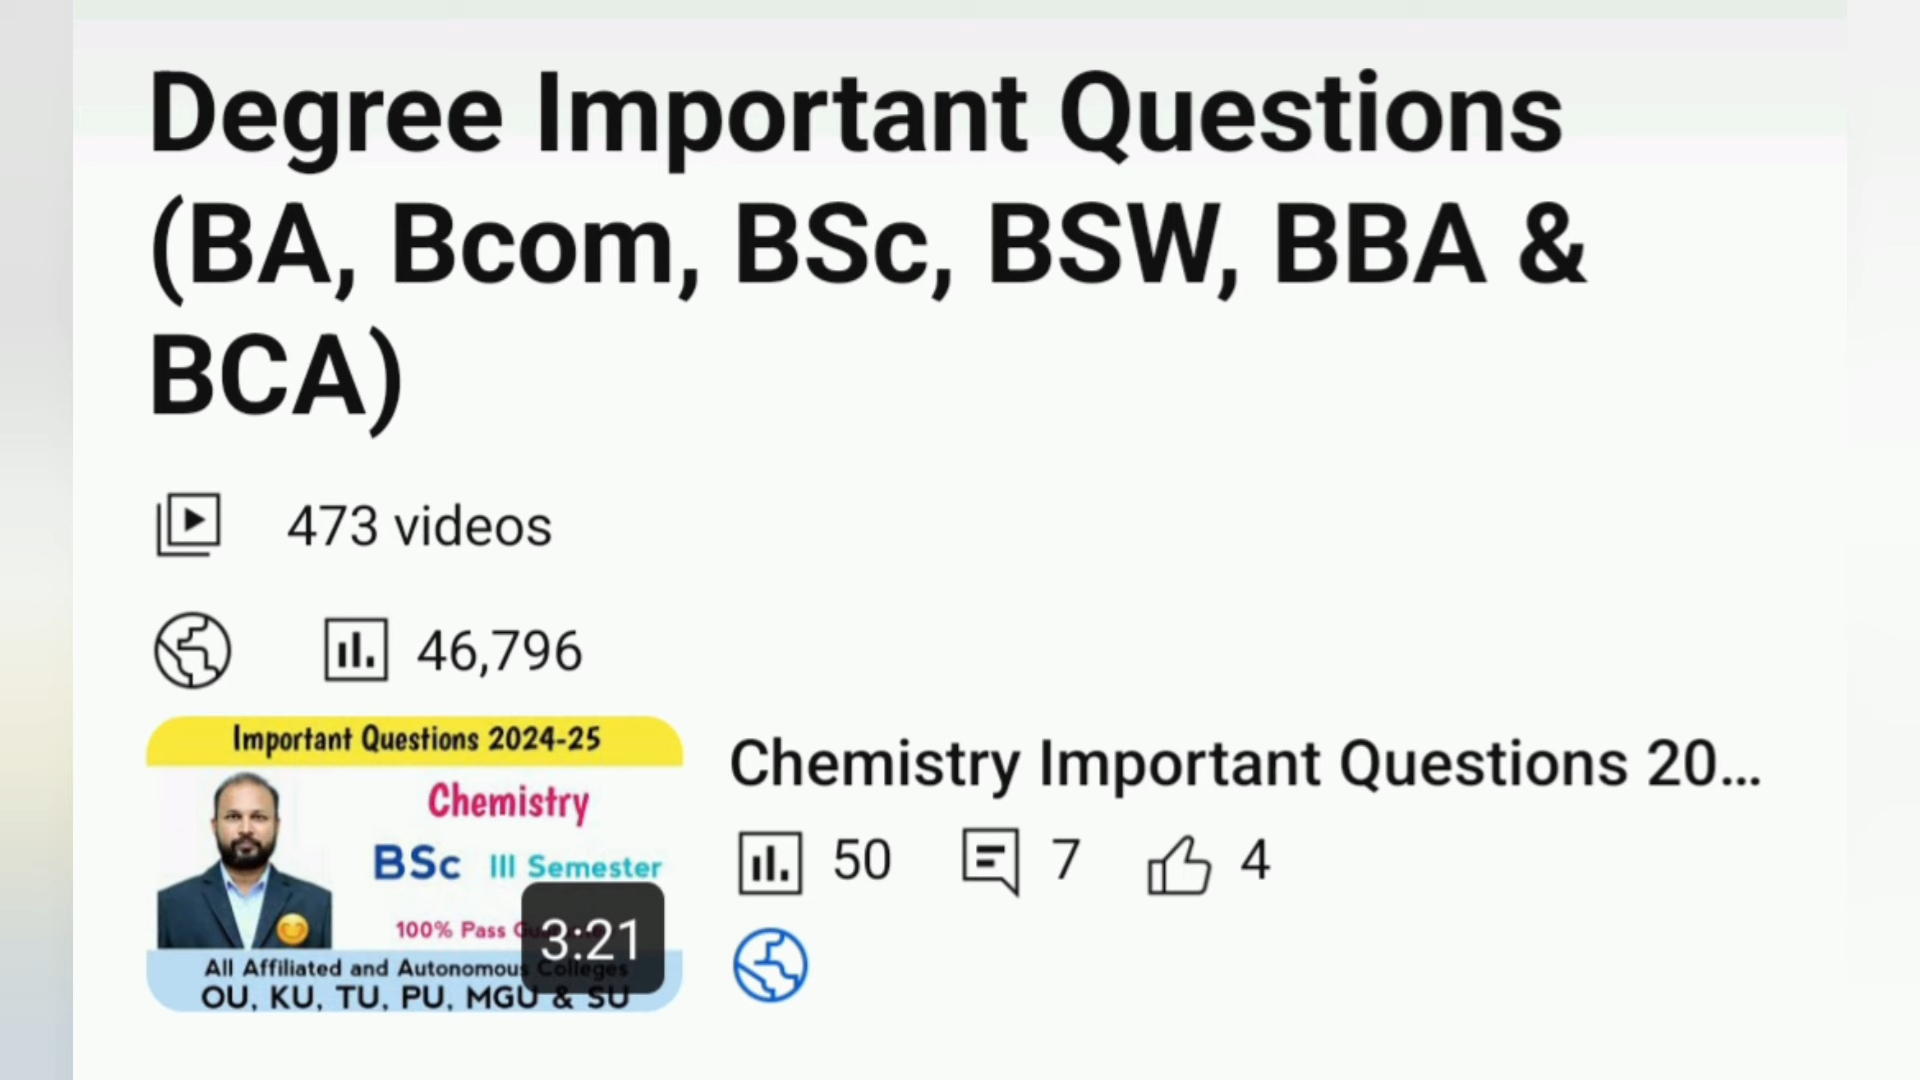 Degree Important Questions
(BA, Bcom, BSc, BSW, BBA &
BCA)
473 videos
46,796
Important Questions 2024-25
Chemistry
BSc III Semester
100% Pass
3:21
All Affiliated and Autonomous Colleges
OU, KU, TU, PU, MGU & SU
Chemistry Important Questions 20...
50 7 4